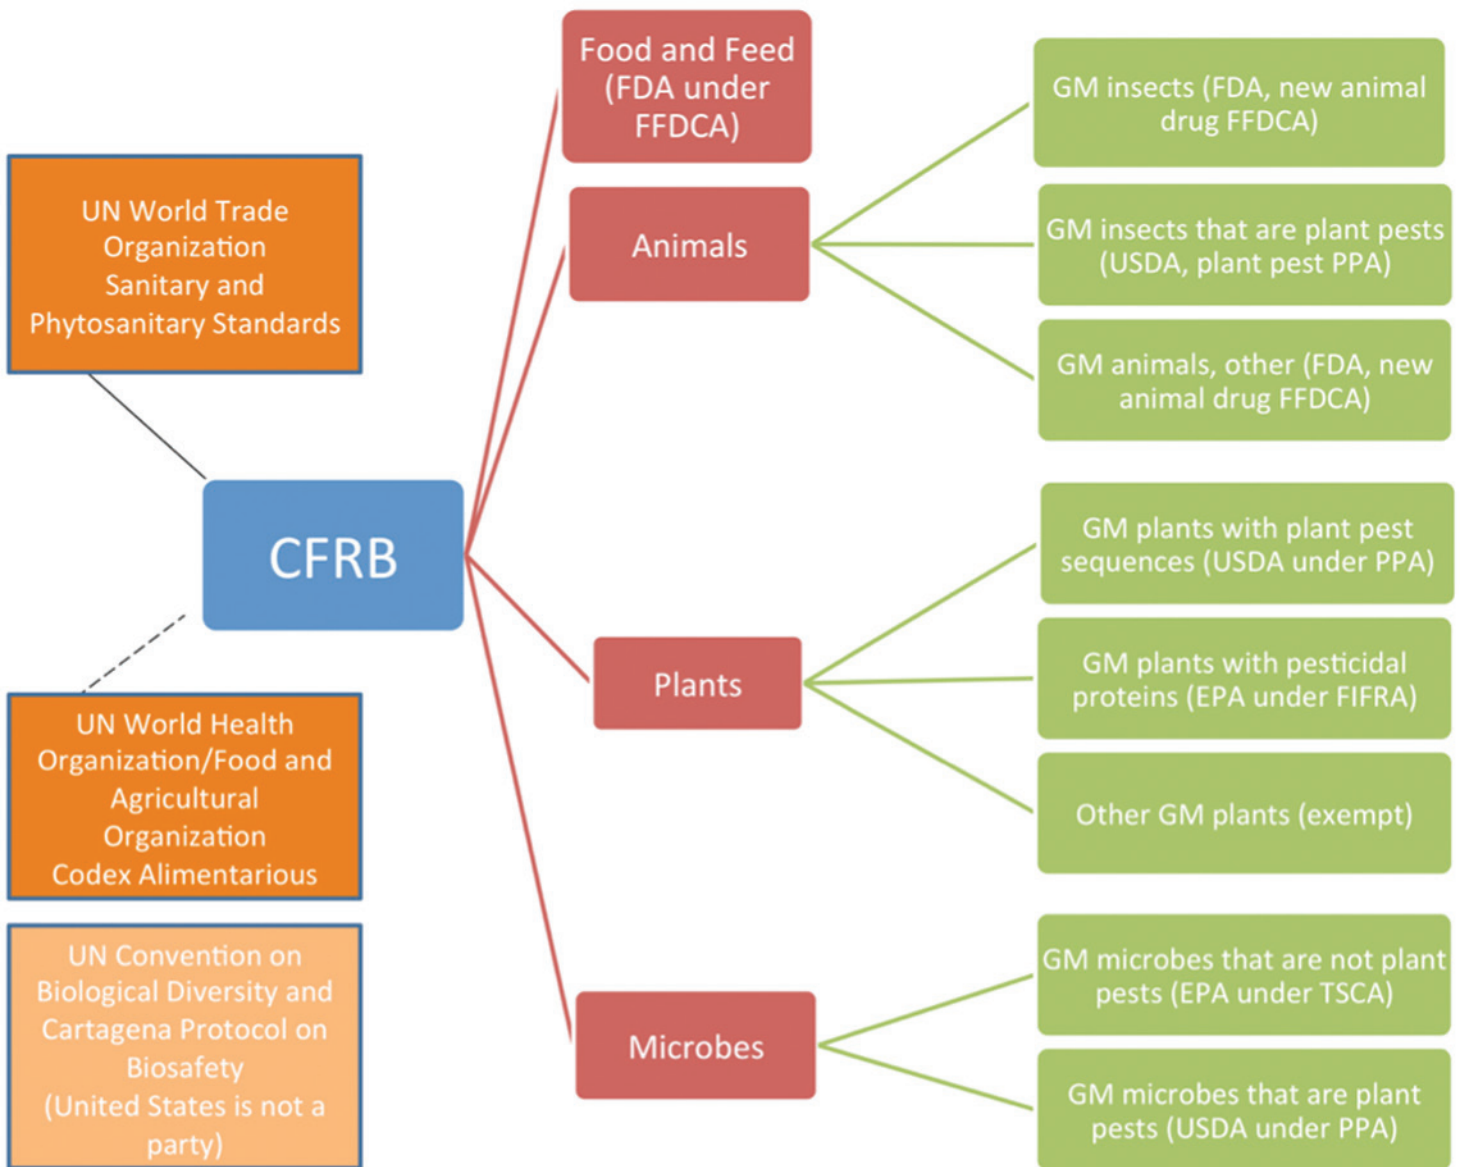 UN World Trade
Organization
Sanitary and
Phytosanitary Standards
CFRB
UN World Health
Organization/Food and
Agricultural
Organization
Codex Alimentarious
UN Convention on
Biological Diversity and
Cartagena Protocol on
Biosafety
(United States is not a
party)
Food and Feed
(FDA under
FFDCA)
Animals
GM insects (FDA, new animal
drug FFDCA)
GM insects that are plant pests
(USDA, plant pest PPA)
GM animals, other (FDA, new
animal drug FFDCA)
Plants
GM plants with plant pest
sequences (USDA under PPA)
GM plants with pesticidal
proteins (EPA under FIFRA)
Other GM plants (exempt)
Microbes
GM microbes that are not plant
pests (EPA under TSCA)
GM microbes that are plant
pests (USDA under PPA)